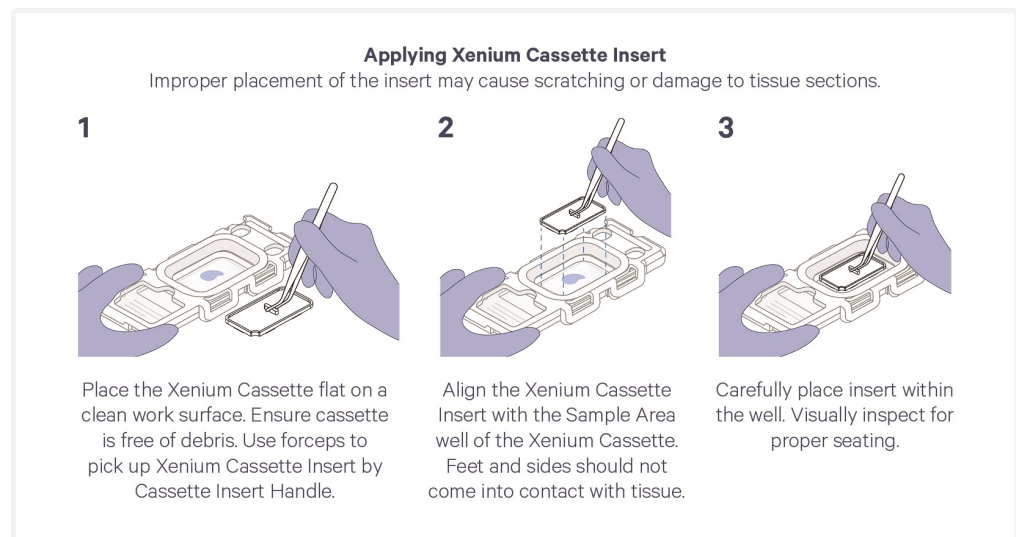 Applying Xenium Cassette Insert
Improper placement of the insert may cause scratching or damage to tissue sections.
1
Place the Xenium Cassette flat on a
clean work surface. Ensure cassette
is free of debris. Use forceps to
pick up Xenium Cassette Insert by
Cassette Insert Handle.
2
Align the Xenium Cassette
Insert with the Sample Area
well of the Xenium Cassette.
Feet and sides should not
come into contact with tissue.
3
Carefully place insert within
the well. Visually inspect for
proper seating.